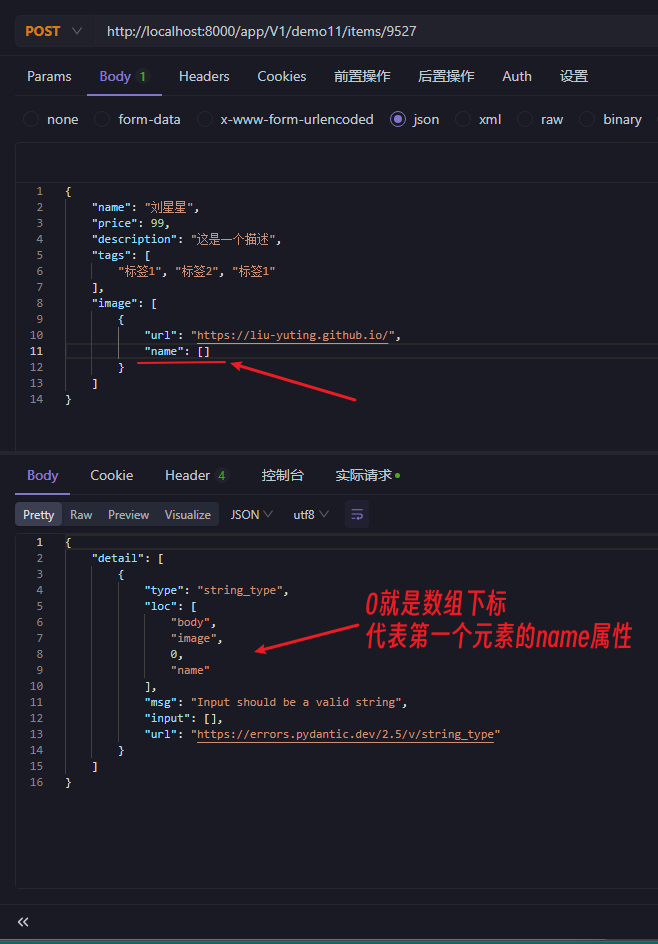 POST http://localhost:8000/app/V1/demo11/items/9527
Params Body 1 Headers Cookies 前置操作 后置操作 Auth 设置
none form-data x-www-form-urlencoded json xml raw binary
1 {
2 "name": "刘星星",
3 "price": 99,
4 "description": "这是一个描述",
5 "tags": [
6 "标签1", "标签2", "标签1"
7 ],
8 "image": [
9 {
10 "url": "https://liu-yuting.github.io/",
11 "name": []
12 }
13 ]
14 }
Body Cookie Header 4 控制台 实际请求
Pretty Raw Preview Visualize JSON utf8
1 {
2 "detail": [
3 {
4 "type": "string_type",
5 "loc": [
6 "body",
7 "image",
8 0,
9 "name"
10 ],
11 "msg": "Input should be a valid string",
12 "input": [],
13 "url": "https://errors.pydantic.dev/2.5/v/string_type"
14 }
15 ]
16 }
0就是数组下标
代表第一个元素的name属性